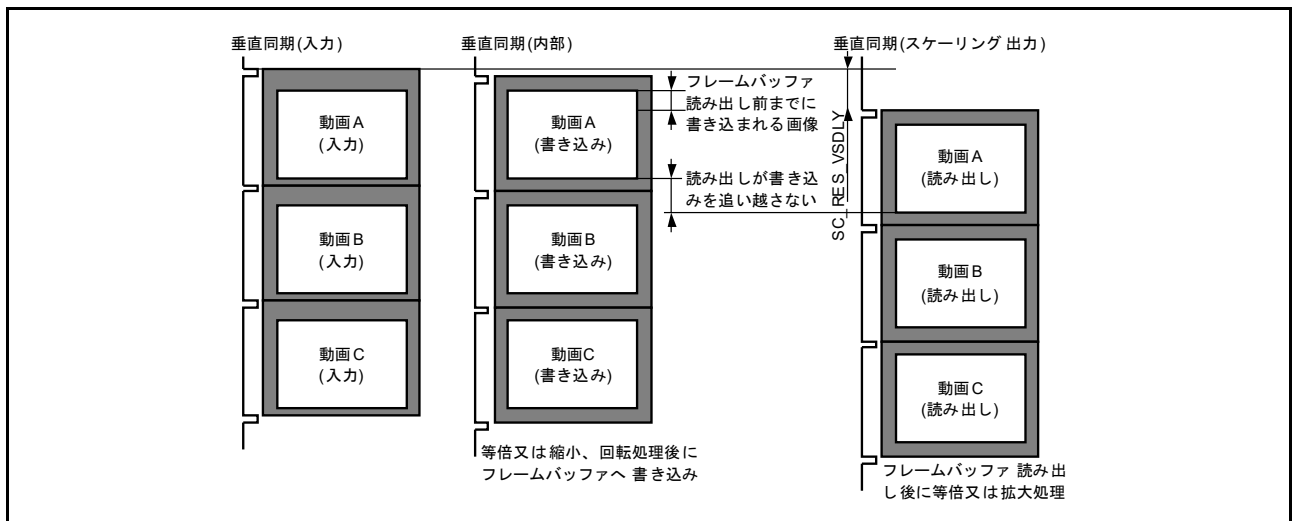 垂直同期(入力)
垂直同期(内部)
垂直同期(スケーリング 出力)
動画A
(入力)
動画B
(入力)
動画C
(入力)
動画A
(書き込み)
動画B
(書き込み)
動画C
(書き込み)
等倍又は縮小、回転処理後に
フレームバッファへ 書き込み
フレームバッファ
読み出し前までに
書き込まれる画像
読み出しが書き込
みを追い越さない
SC_RES_VSDLY
動画A
(読み出し)
動画B
(読み出し)
動画C
(読み出し)
フレームバッファ 読み出
し後に等倍又は拡大処理